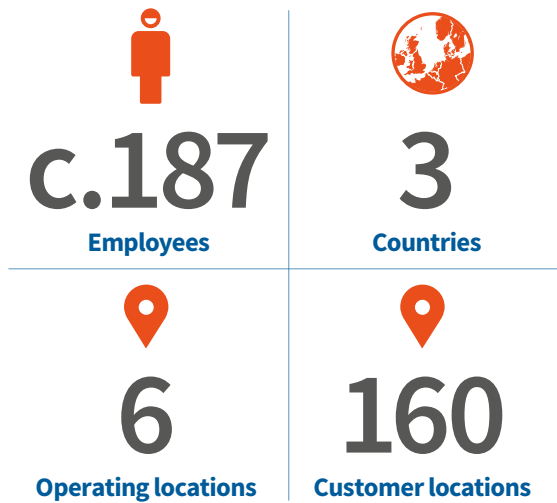 c.187
Employees
3
Countries
6
Operating locations
160
Customer locations